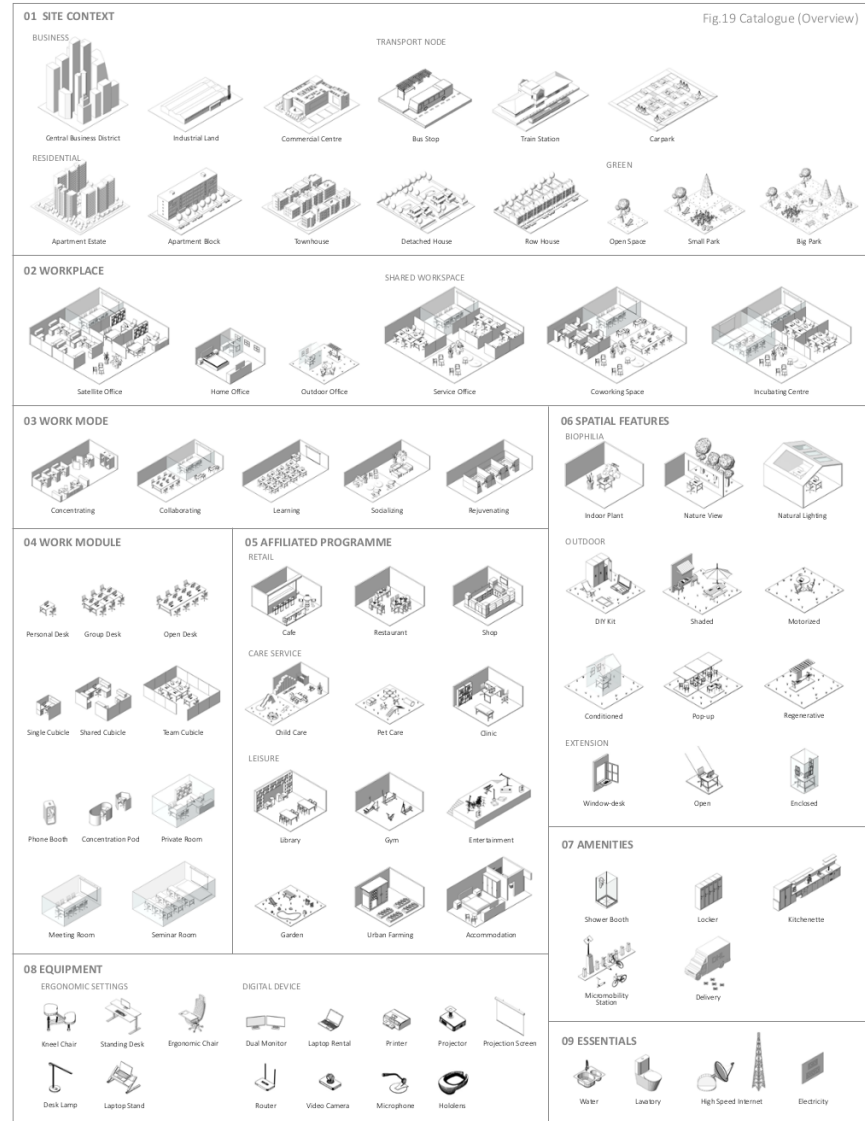 01 SITE CONTEXT
Fig.19 Catalogue (Overview)
BUSINESS
TRANSPORT NODE
Central Business District
Industrial Land
Commercial Centre
Bus Stop
Train Station
Carpark
RESIDENTIAL
GREEN
Apartment Estate
Apartment Block
Townhouse
Detached House
Row House
Open Space
Small Park
Big Park
02 WORKPLACE
SHARED WORKSPACE
Satellite Office
Home Office
Outdoor Office
Service Office
Coworking Space
Incubating Centre
03 WORK MODE
Concentrating
Collaborating
Learning
Socializing
Rejuvenating
04 WORK MODULE
Personal Desk
Group Desk
Open Desk
Single Cubicle
Shared Cubicle
Team Cubicle
Phone Booth
Concentration Pod
Private Room
Meeting Room
Seminar Room
05 AFFILIATED PROGRAMME
RETAIL
Cafe
Restaurant
Shop
CARE SERVICE
Child Care
Pet Care
Clinic
LEISURE
Library
Gym
Entertainment
Garden
Urban Farming
Accommodation
06 SPATIAL FEATURES
BIOPHILIA
Indoor Plant
Nature View
Natural Lighting
OUTDOOR
DIY Kit
Shaded
Motorized
Conditioned
Pop-up
Regenerative
EXTENSION
Window-desk
Open
Enclosed
07 AMENITIES
Shower Booth
Locker
Kitchenette
Micromobility
Station
Delivery
08 EQUIPMENT
ERGONOMIC SETTINGS
DIGITAL DEVICE
Kneel Chair
Standing Desk
Ergonomic Chair
Dual Monitor
Laptop Rental
Printer
Projector
Projection Screen
Desk Lamp
Laptop Stand
Router
Video Camera
Microphone
Hololens
09 ESSENTIALS
Water
Lavatory
High Speed Internet
Electricity